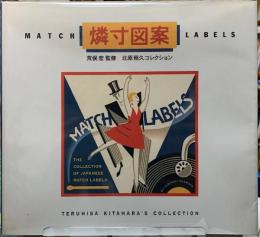 MATCH 燐寸図案 LABELS
荒俣宏監修 北原照久コレクション
MATCH LABELS
THE
COLLECTION
OF JAPANESE
MATCH LABELS
TERUHISA KITAHARA'S COLLECTION